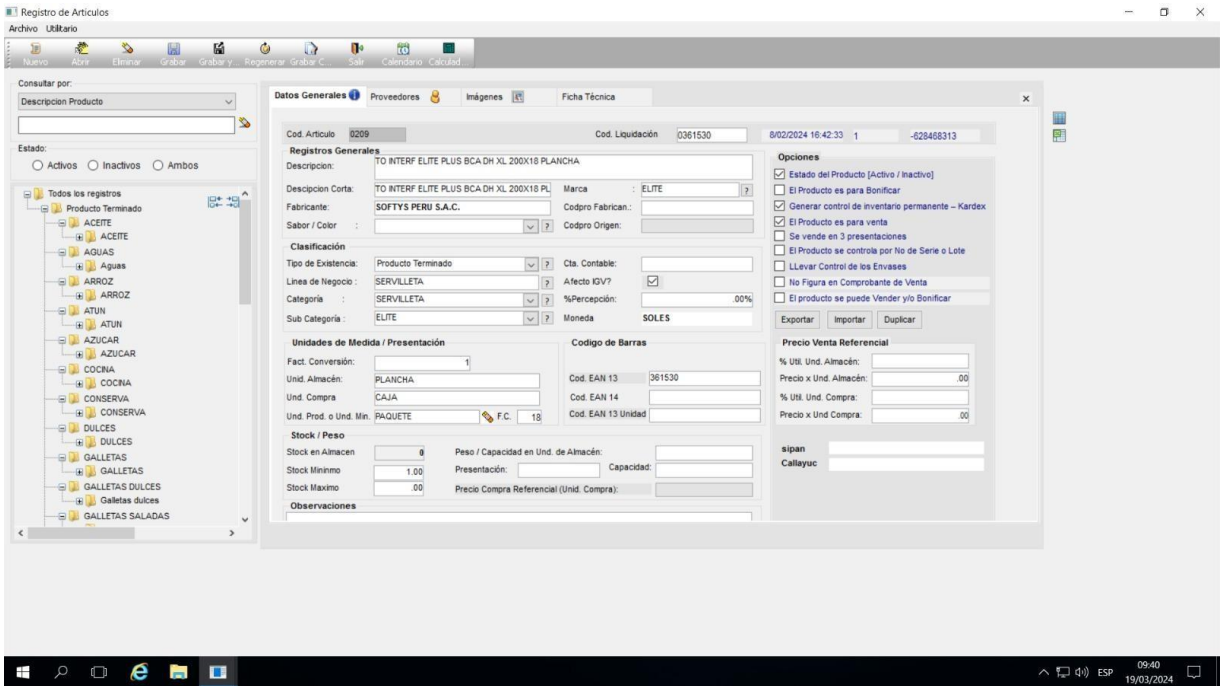 Registro de Articulos
Archivo Utilitario
Nuevo Abrir Eliminar Grabar Grabar y... Regenerar Grabar C... Salir Calendario Calculad...
Consultar por:
Descripcion Producto
Estado:
Activos Inactivos Ambos
Todos los registros
Producto Terminado
ACEITE
ACEITE
AGUAS
Aguas
ARROZ
ARROZ
ATUN
ATUN
AZUCAR
AZUCAR
COCINA
COCINA
CONSERVA
CONSERVA
DULCES
DULCES
GALLETAS
GALLETAS
GALLETAS DULCES
Galletas dulces
GALLETAS SALADAS
Datos Generales Proveedores Imágenes Ficha Técnica
Cod. Articulo 0209 Cod. Liquidación 0361530 8/02/2024 16:42:33 1 -628468313
Registros Generales
Descripcion: TO INTERF ELITE PLUS BCA DH XL 200X18 PLANCHA
Descipcion Corta: TO INTERF ELITE PLUS BCA DH XL 200X18 PL Marca : ELITE ?
Fabricante: SOFTYS PERU S.A.C. Codpro Fabrican.:
Sabor / Color : ? Codpro Origen:
Clasificación
Tipo de Existencia: Producto Terminado ? Cta. Contable:
Linea de Negocio : SERVILLETA ? Afecto IGV?
Categoría : SERVILLETA ? %Percepción: .00%
Sub Categoría : ELITE ? Moneda SOLES
Unidades de Medida / Presentación
Fact. Conversión: 1
Unid. Almacén: PLANCHA
Und. Compra CAJA
Und. Prod. o Und. Min. PAQUETE F.C. 18
Codigo de Barras
Cod. EAN 13 361530
Cod. EAN 14
Cod. EAN 13 Unidad
Stock / Peso
Stock en Almacen 0 Peso / Capacidad en Und. de Almacén:
Stock Mininmo 1.00 Presentación: Capacidad:
Stock Maximo .00 Precio Compra Referencial (Unid. Compra):
Observaciones
Opciones
Estado del Producto [Activo / Inactivo]
El Producto es para Bonificar
Generar control de inventario permanente – Kardex
El Producto es para venta
Se vende en 3 presentaciones
El Producto se controla por No de Serie o Lote
LLevar Control de los Envases
No Figura en Comprobante de Venta
El producto se puede Vender y/o Bonificar
Exportar Importar Duplicar
Precio Venta Referencial
% Util. Und. Almacén:
Precio x Und. Almacén: .00
% Util. Und. Compra:
Precio x Und Compra: .00
sipan
Callayuc
ESP
09:40
19/03/2024